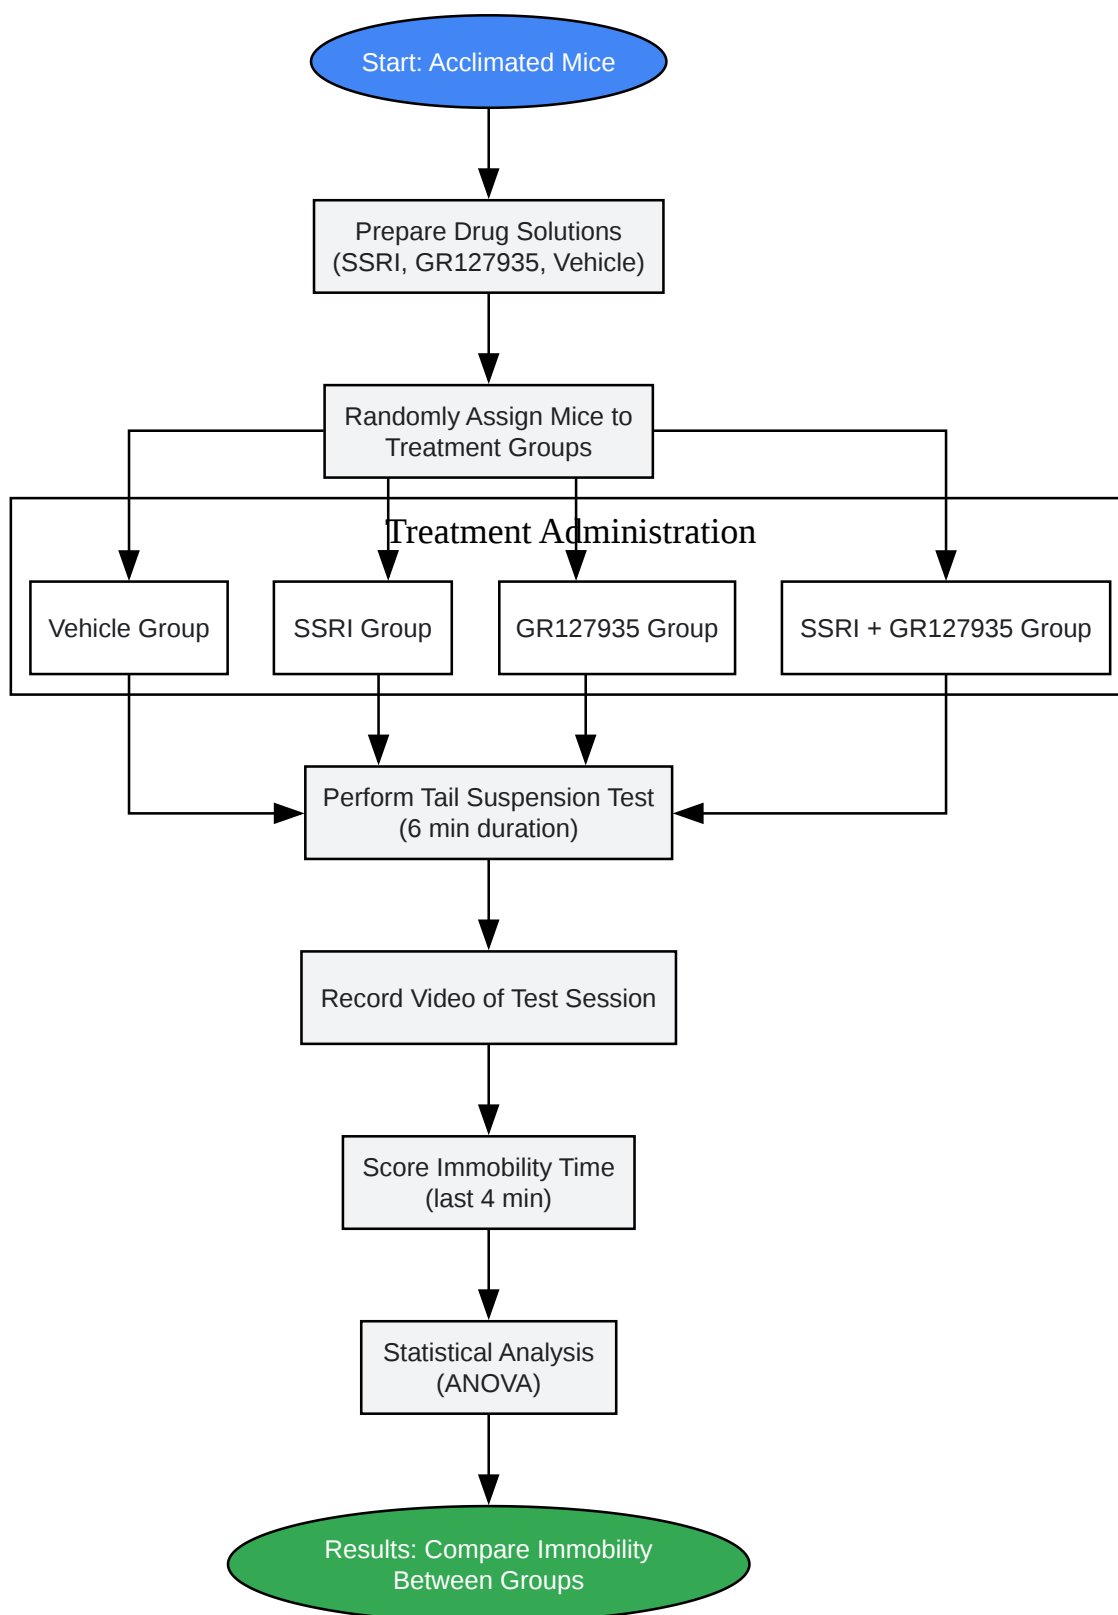 Start: Acclimated Mice
Prepare Drug Solutions
(SSRI, GR127935, Vehicle)
Randomly Assign Mice to
Treatment Groups
Treatment Administration
Vehicle Group
SSRI Group
GR127935 Group
SSRI + GR127935 Group
Perform Tail Suspension Test
(6 min duration)
Record Video of Test Session
Score Immobility Time
(last 4 min)
Statistical Analysis
(ANOVA)
Results: Compare Immobility
Between Groups